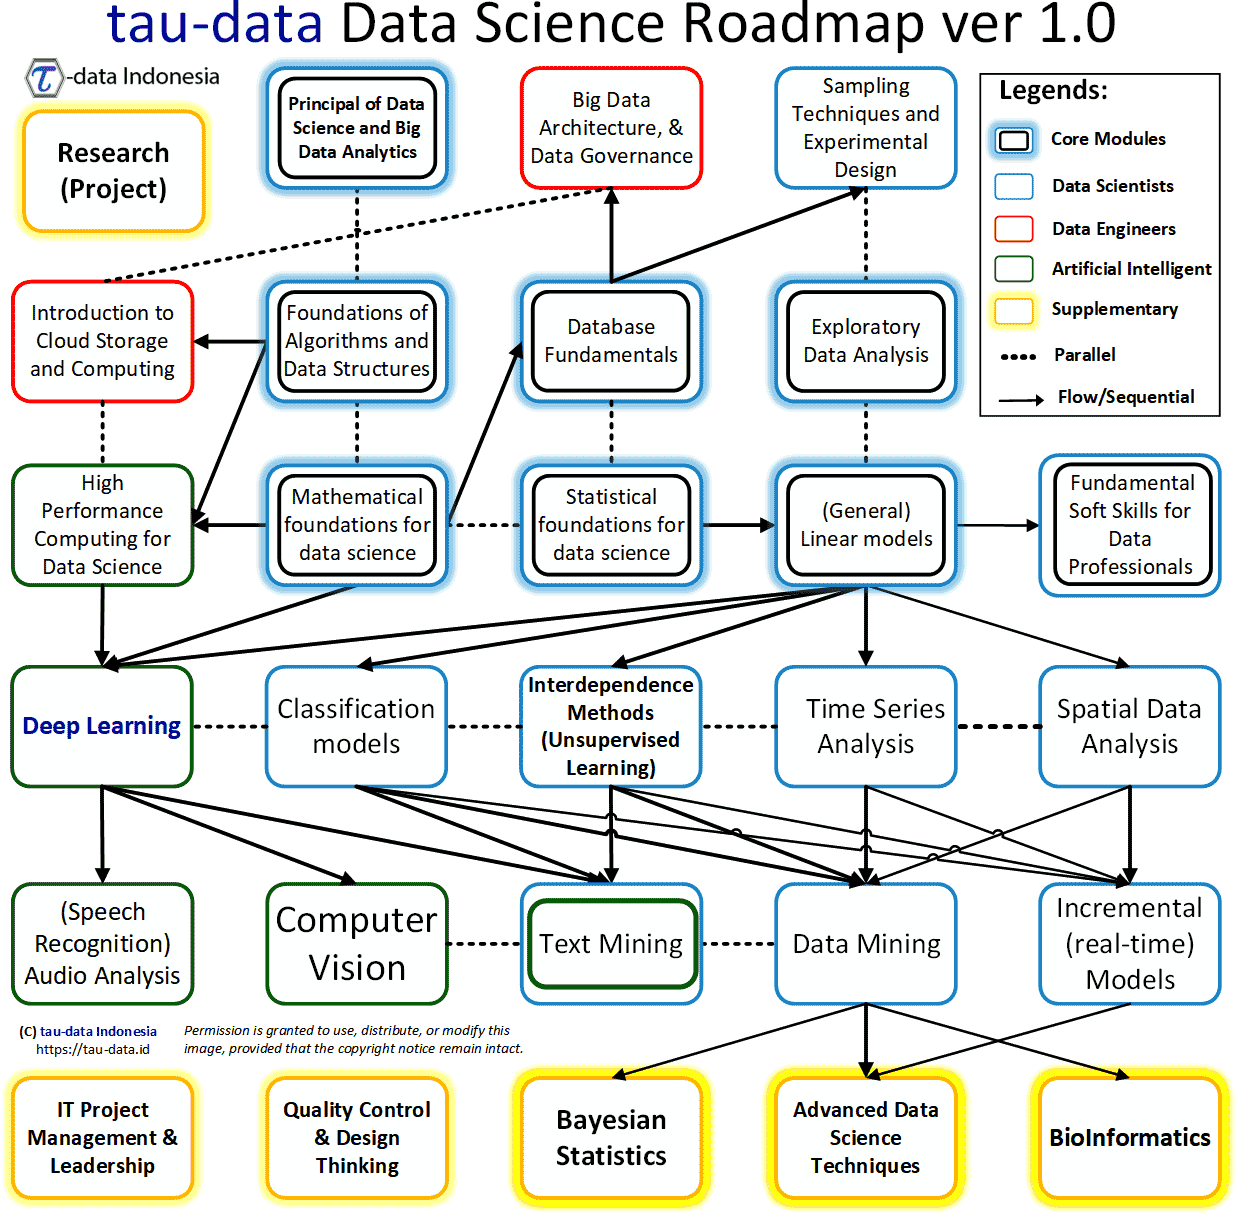 tau-data Data Science Roadmap ver 1.0
τ-data Indonesia
Research
(Project)
Principal of Data
Science and Big
Data Analytics
Big Data
Architecture, &
Data Governance
Sampling
Techniques and
Experimental
Design
Legends:
Core Modules
Data Scientists
Data Engineers
Artificial Intelligent
Supplementary
Parallel
Flow/Sequential
Introduction to
Cloud Storage
and Computing
Foundations of
Algorithms and
Data Structures
Database
Fundamentals
Exploratory
Data Analysis
High
Performance
Computing for
Data Science
Mathematical
foundations for
data science
Statistical
foundations for
data science
(General)
Linear models
Fundamental
Soft Skills for
Data
Professionals
Deep Learning
Classification
models
Interdependence
Methods
(Unsupervised
Learning)
Time Series
Analysis
Spatial Data
Analysis
(Speech
Recognition)
Audio Analysis
Computer
Vision
Text Mining
Data Mining
Incremental
(real-time)
Models
(C) tau-data Indonesia
https://tau-data.id
Permission is granted to use, distribute, or modify this
image, provided that the copyright notice remain intact.
IT Project
Management &
Leadership
Quality Control
& Design
Thinking
Bayesian
Statistics
Advanced Data
Science
Techniques
BioInformatics